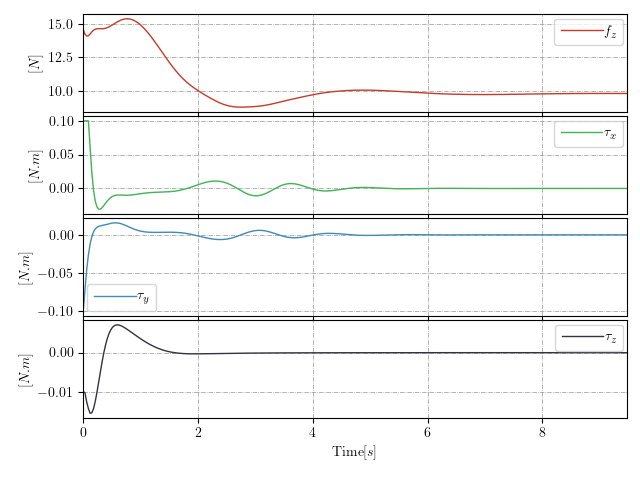 15.0
12.5
10.0
[N]
f_z
0.10
0.05
0.00
[N.m]
τ_x
0.00
−0.05
−0.10
[N.m]
τ_y
0.00
−0.01
[N.m]
τ_z
0 2 4 6 8
Time[s]